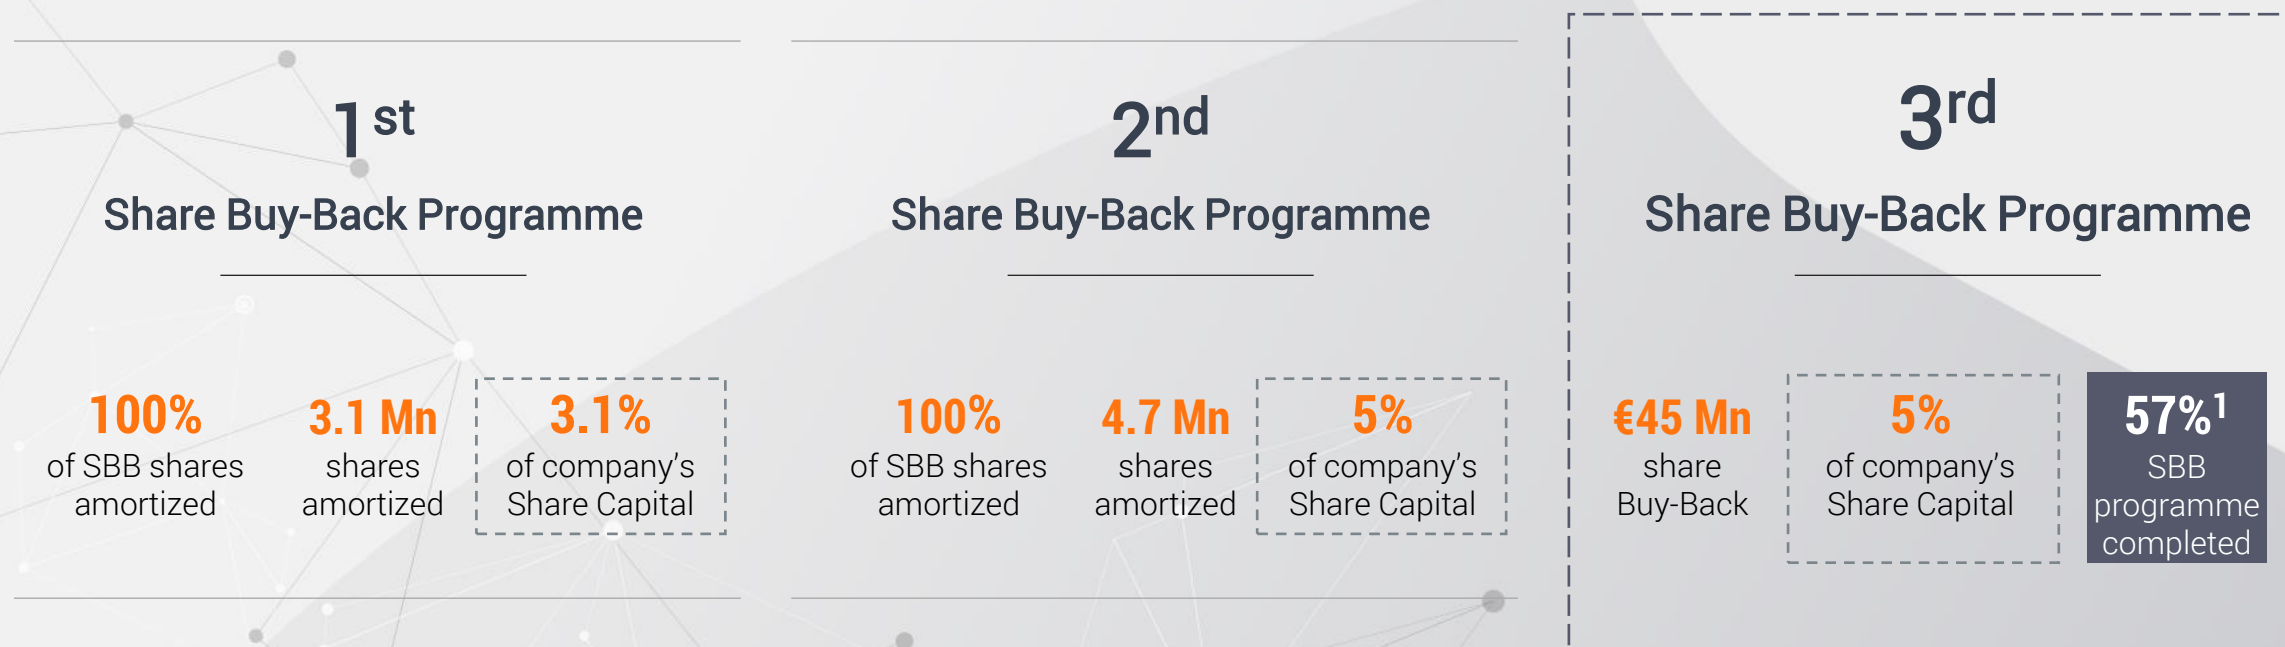 1st
Share Buy-Back Programme
100%
of SBB shares
amortized
3.1 Mn
shares
amortized
3.1%
of company's
Share Capital
2nd
Share Buy-Back Programme
100%
of SBB shares
amortized
4.7 Mn
shares
amortized
5%
of company's
Share Capital
3rd
Share Buy-Back Programme
€45 Mn
share
Buy-Back
5%
of company's
Share Capital
57%1
SBB
programme
completed